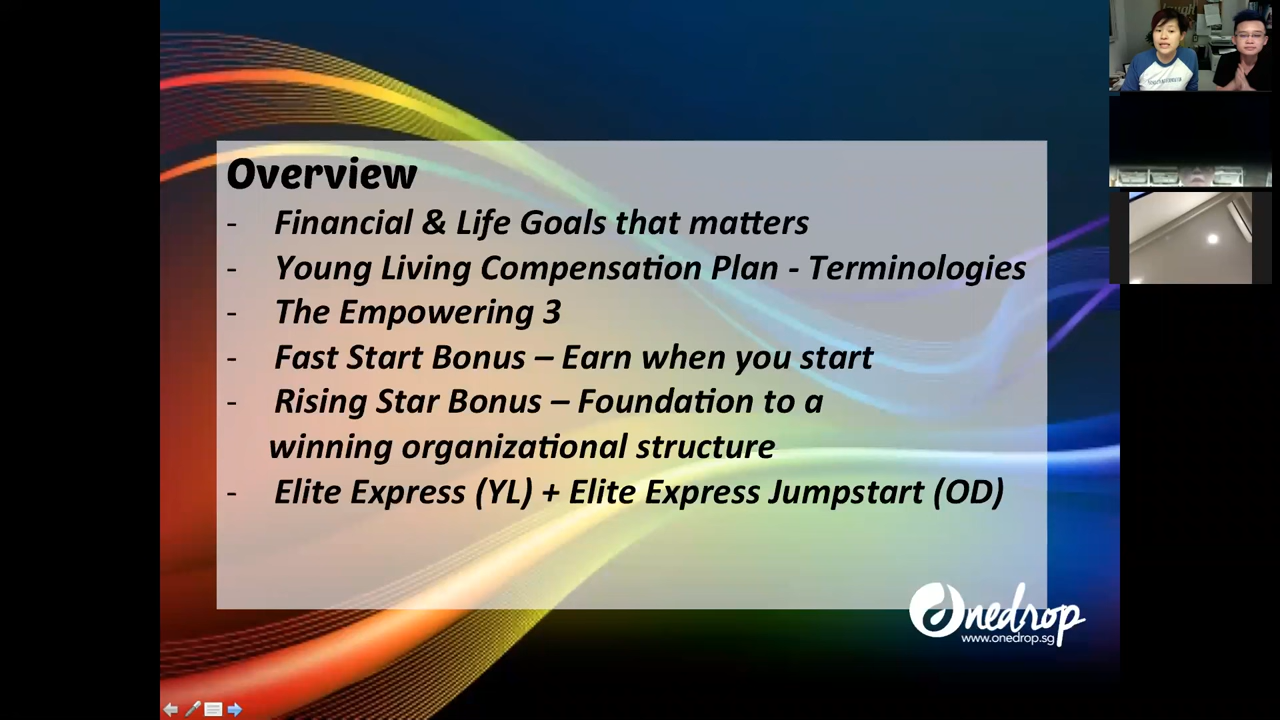 Overview
- Financial & Life Goals that matters
- Young Living Compensation Plan - Terminologies
- The Empowering 3
- Fast Start Bonus – Earn when you start
- Rising Star Bonus – Foundation to a
winning organizational structure
- Elite Express (YL) + Elite Express Jumpstart (OD)
Onedrop
www.onedrop.sg